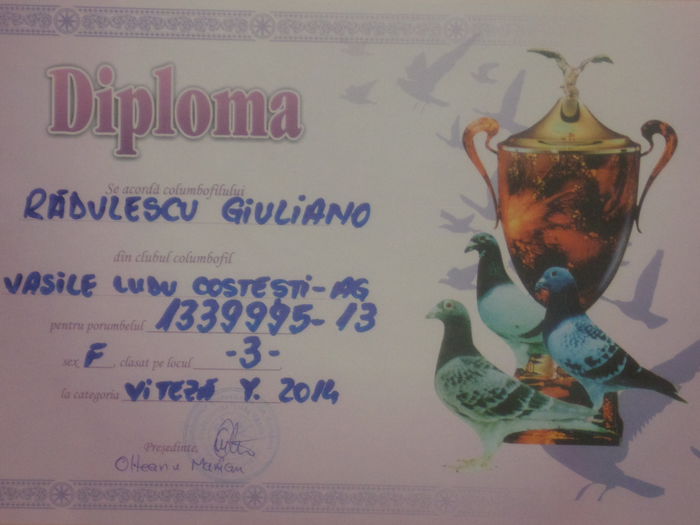 Diploma
Se acordă columbofilului
RĂDULESCU GIULIANO
din clubul columbofil
VASILE LUDU COSTEȘTI-AG
pentru porumbelul 1339995-13
sex F, clasat pe locul -3-
la categoria VITEZĂ Y. 2014
Președinte,
Olteanu Marian